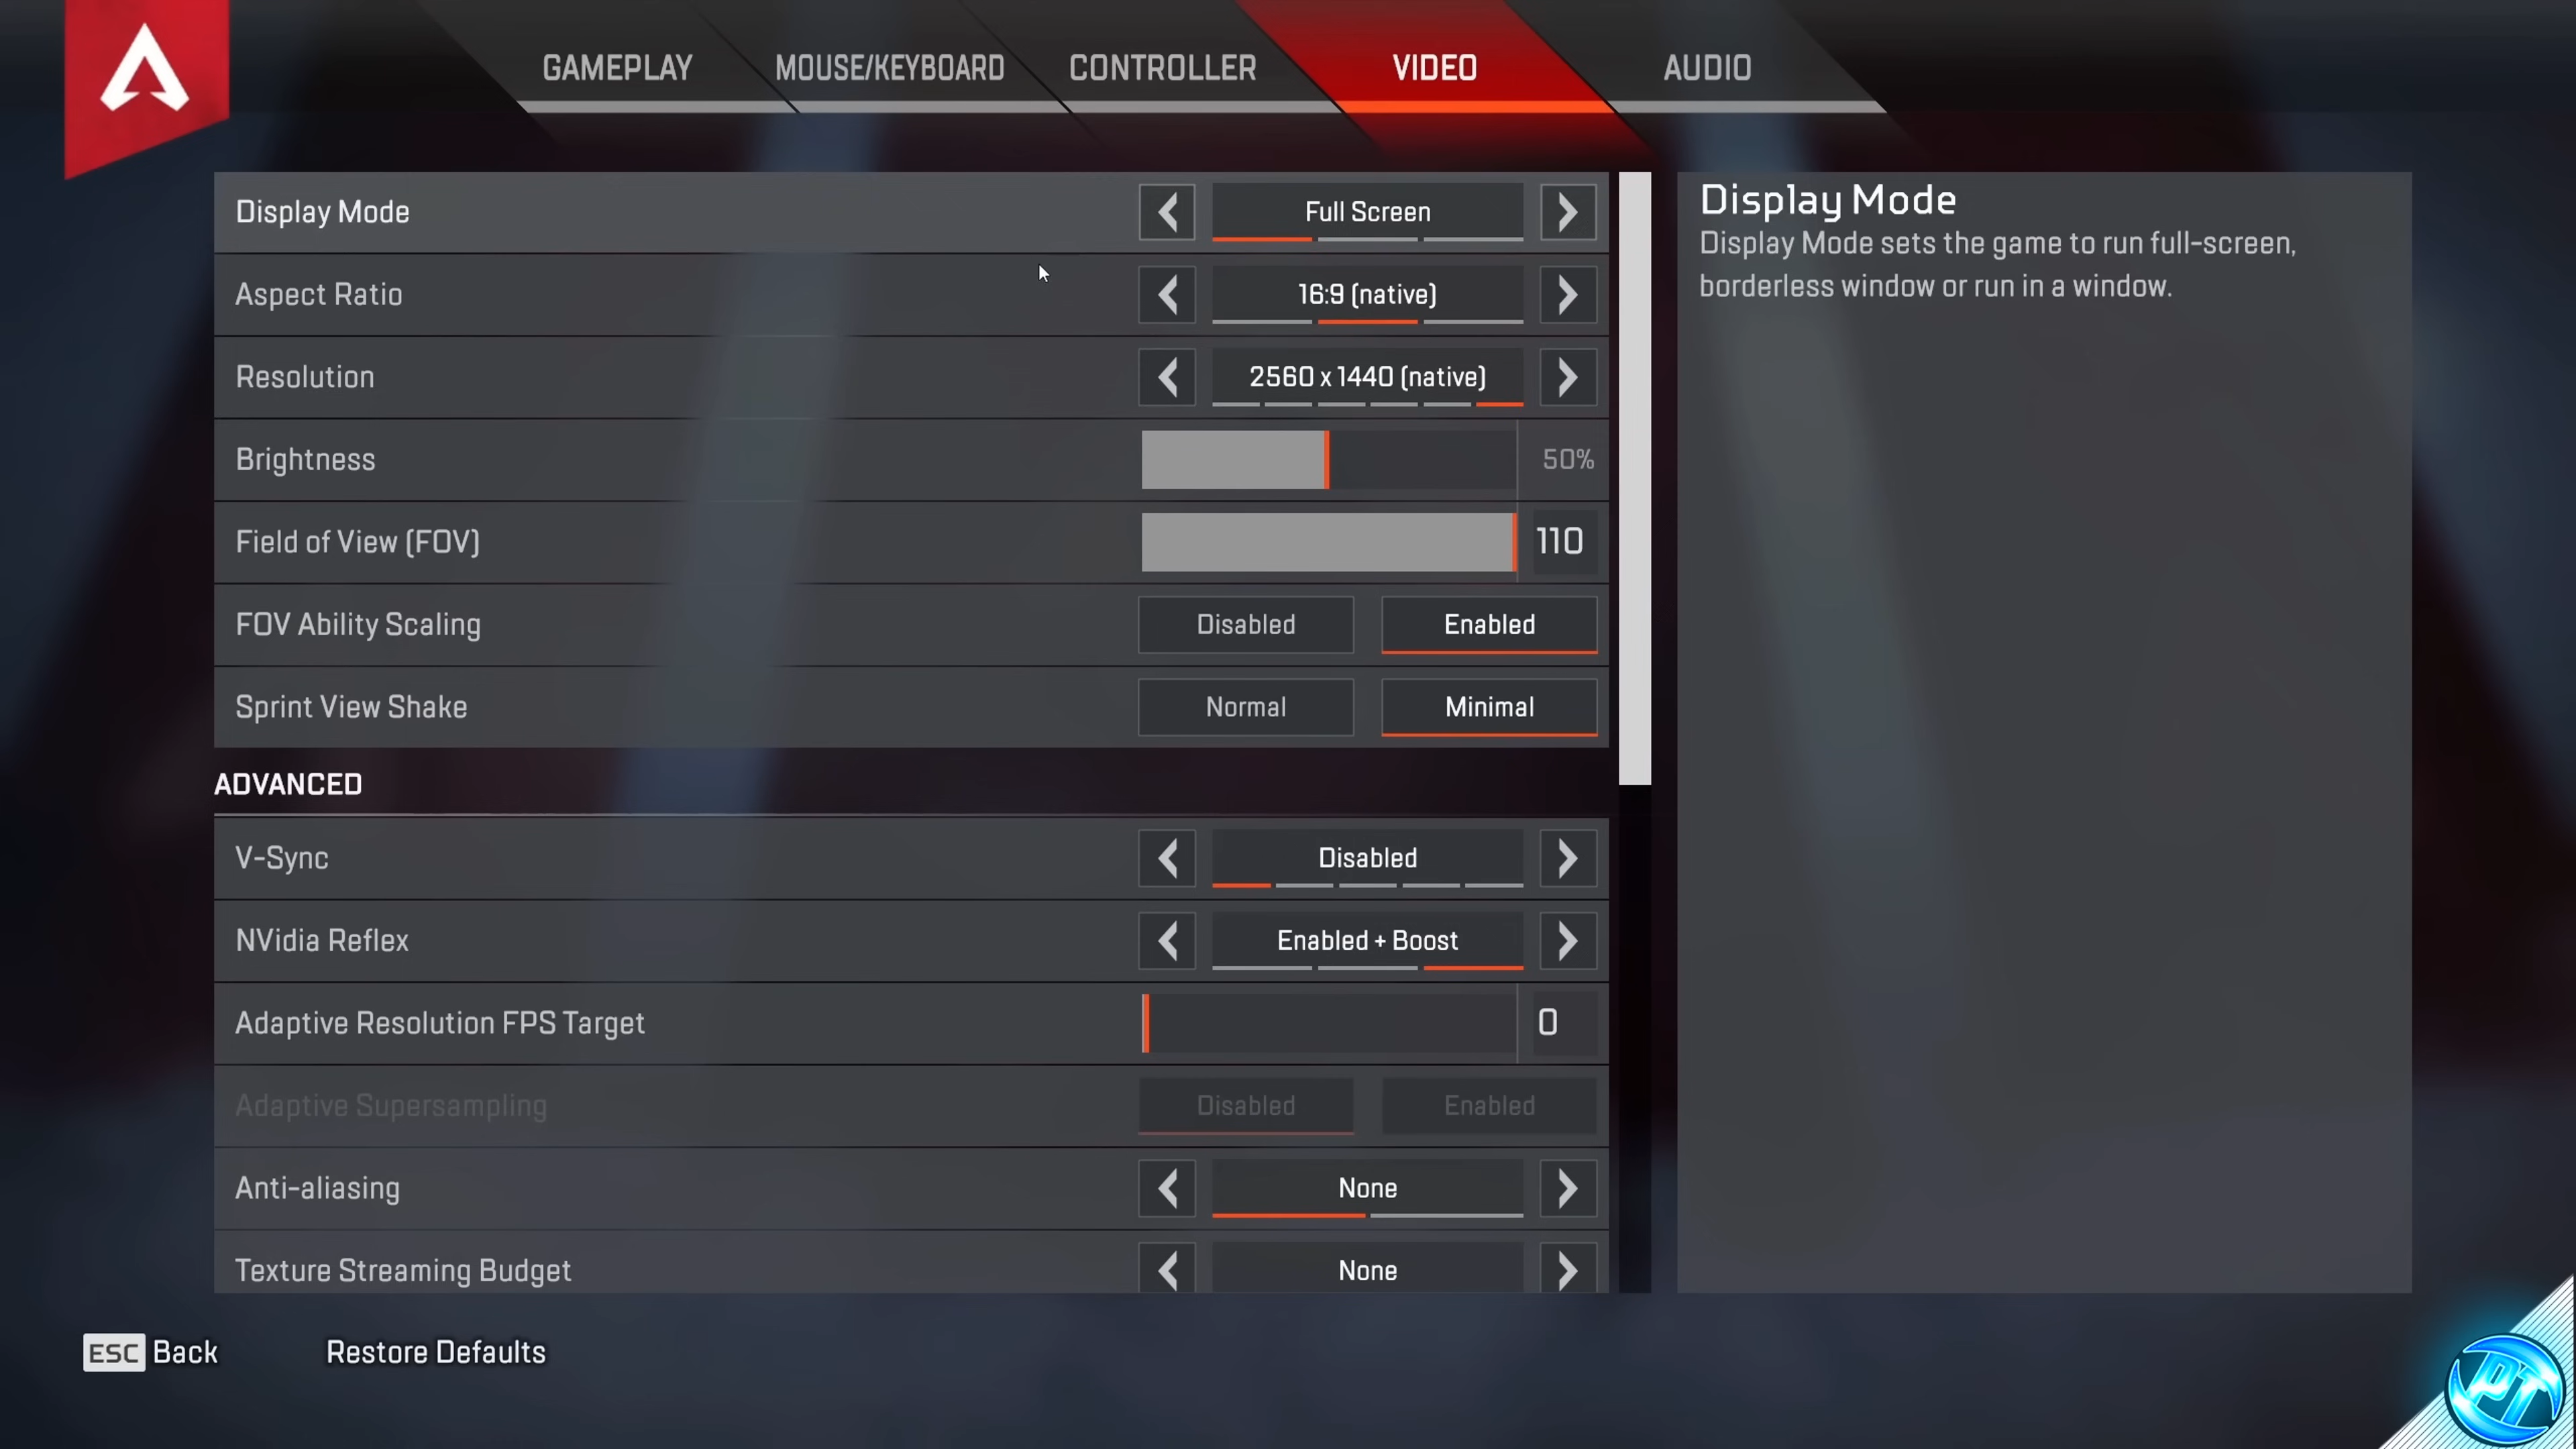 GAMEPLAY MOUSE/KEYBOARD CONTROLLER VIDEO AUDIO
Display Mode Full Screen
Aspect Ratio 16:9 (native)
Resolution 2560 x 1440 (native)
Brightness 50%
Field of View (FOV) 110
FOV Ability Scaling Disabled Enabled
Sprint View Shake Normal Minimal
ADVANCED
V-Sync Disabled
NVidia Reflex Enabled + Boost
Adaptive Resolution FPS Target 0
Adaptive Supersampling Disabled Enabled
Anti-aliasing None
Texture Streaming Budget None
Display Mode
Display Mode sets the game to run full-screen,
borderless window or run in a window.
ESC Back Restore Defaults
PT